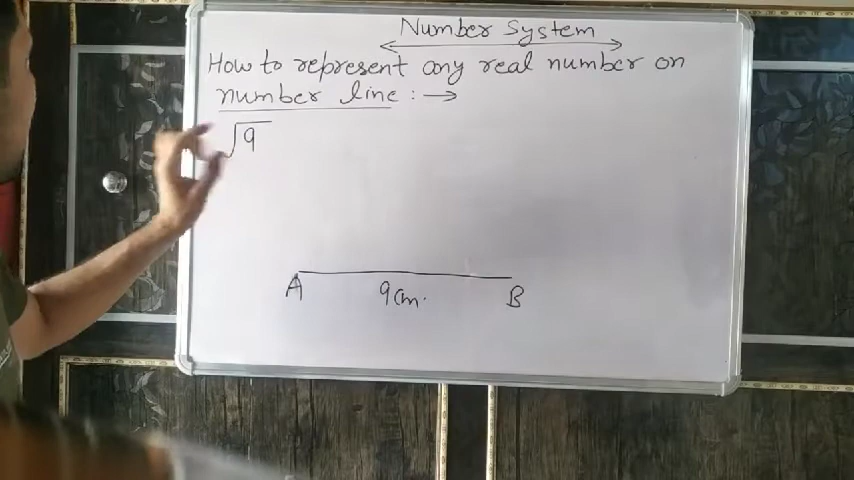 Number System
How to represent any real number on
number line : →
√9
A 9cm. B